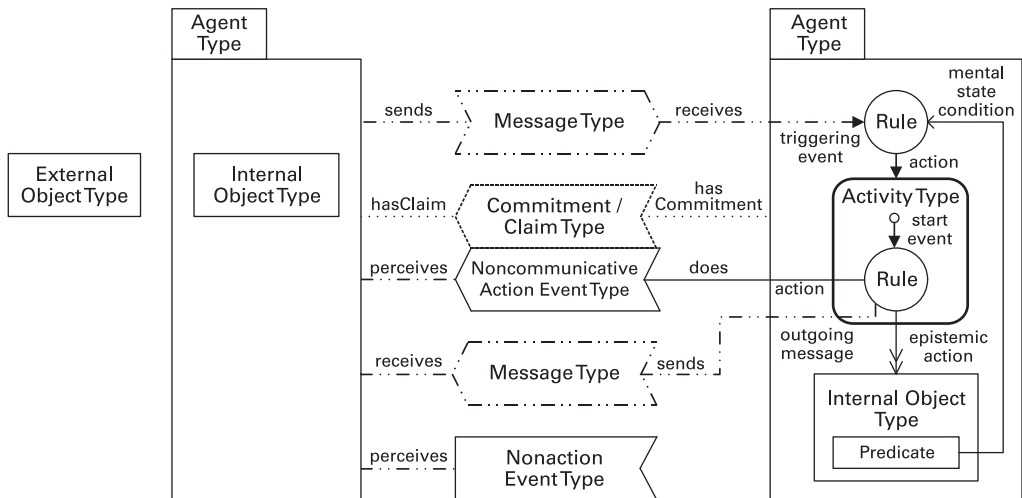 Agent
Type
Agent
Type
External
Object Type
Internal
Object Type
sends
Message Type
receives
hasClaim
Commitment /
Claim Type
has
Commitment
perceives
Noncommunicative
Action Event Type
does
action
receives
Message Type
sends
outgoing
message
perceives
Nonaction
Event Type
mental
state
condition
Rule
triggering
event
action
Activity Type
start
event
Rule
epistemic
action
Internal Object
Type
Predicate